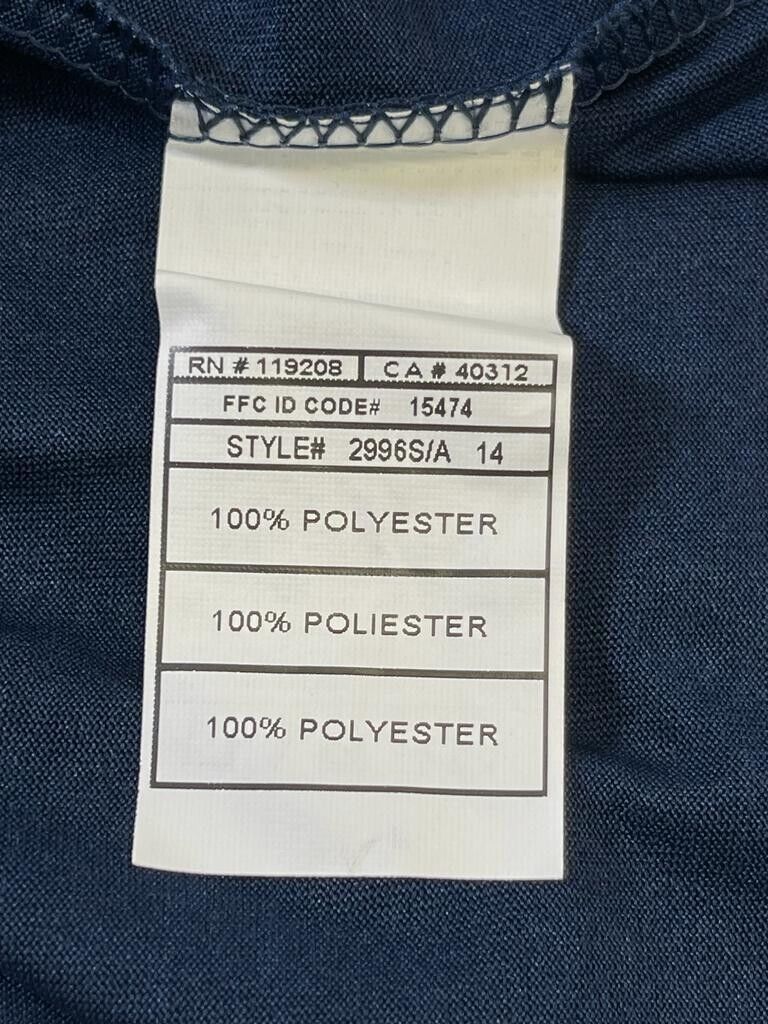 RN # 119208 CA # 40312
FFC ID CODE# 15474
STYLE# 2996S/A 14
100% POLYESTER
100% POLIESTER
100% POLYESTER